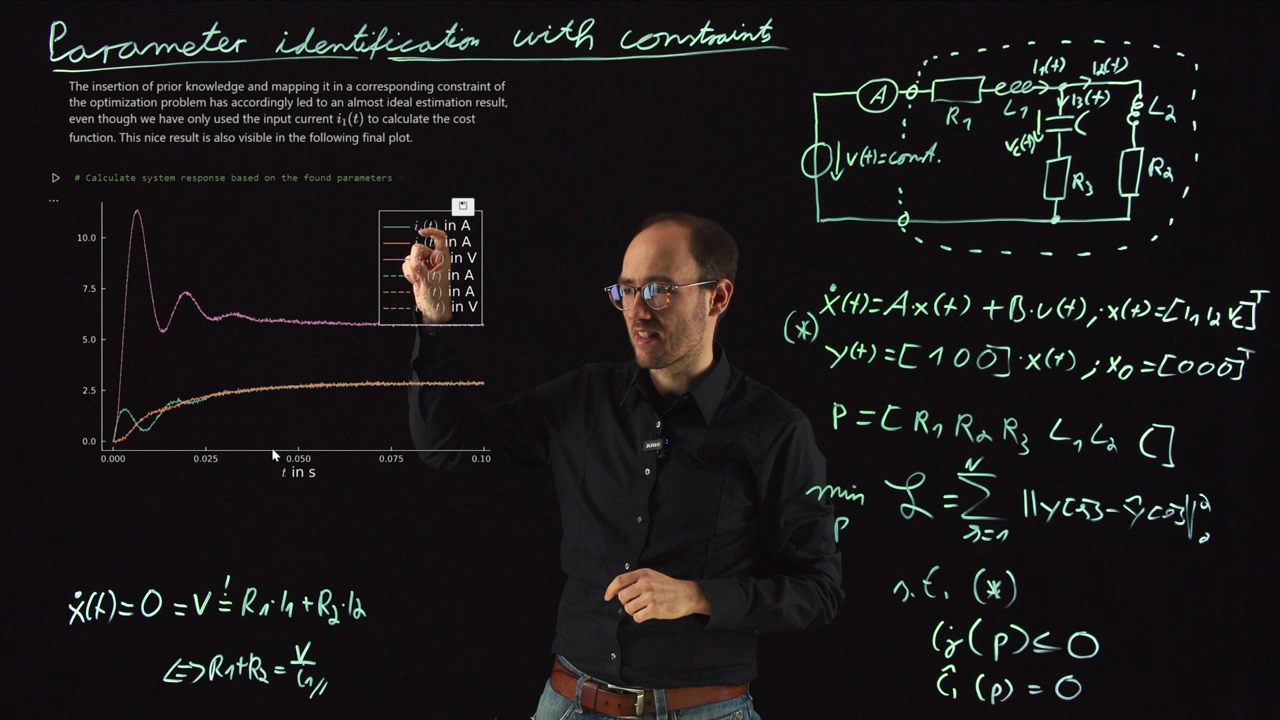 Parameter identification with constraints
The insertion of prior knowledge and mapping it in a corresponding constraint of
the optimization problem has accordingly led to an almost ideal estimation result,
even though we have only used the input current i₁(t) to calculate the cost
function. This nice result is also visible in the following final plot.
# Calculate system response based on the found parameters ...
...
(t) in A
(t) in A
(t) in V
(t) in A
(t) in A
(t) in V
10.0
7.5
5.0
2.5
0.0
0.000 0.025 0.050 0.075 0.10
t in s
ẋ(t) = 0 = V =! R₁·i₁ + R₂·i₂
<=> R₁+R₂ = V/i₁//
A
R₁
L₁
i₁(t)
i₂(t)
i₃(t)
L₂
v_c(t)
C
v(t)=const.
R₃
R₂
(*) ẋ(t) = A·x(t) + B·u(t), x(t) = [i₁ i₂ v_c]ᵀ
y(t) = [1 0 0]·x(t) ; x₀ = [0 0 0]ᵀ
P = [R₁ R₂ R₃ L₁ L₂ C]
min P ℒ = Σ N ||y[k] - ŷ[k]||₂²
s.t. (*)
(p) ≤ 0
(p) = 0